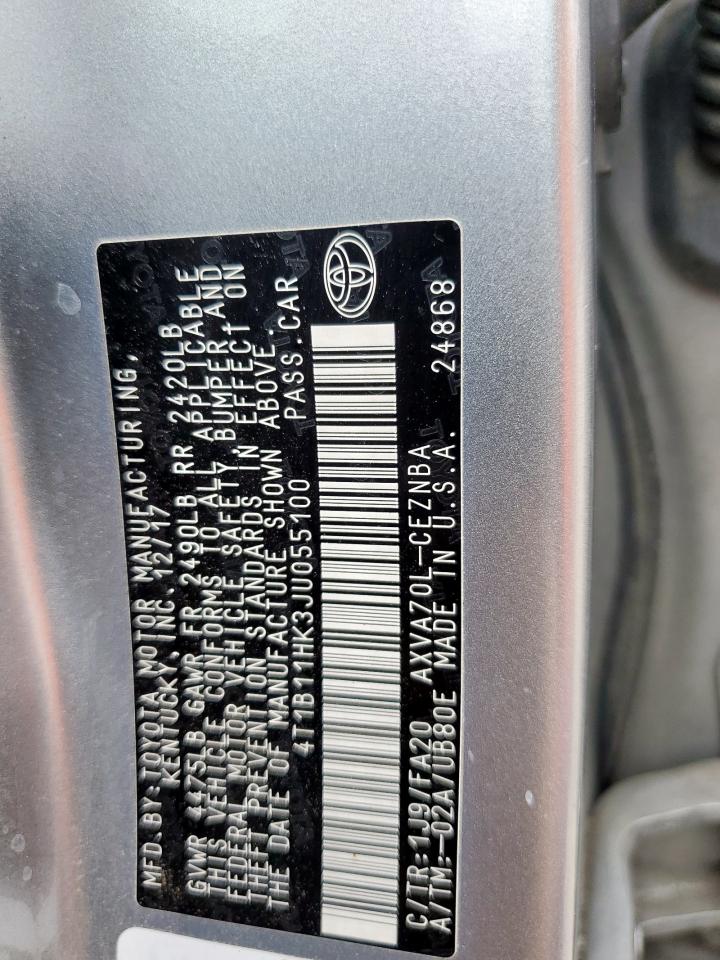 MFD.BY:TOYOTA MOTOR MANUFACTURING,
KENTUCKY, INC. 12/17
GVWR 4475LB GAWR FR 2490LB RR 2420LB
THIS VEHICLE CONFORMS TO ALL APPLICABLE
FEDERAL MOTOR VEHICLE SAFETY,BUMPER AND
THEFT PREVENTION STANDARDS IN EFFECT ON
THE DATE OF MANUFACTURE SHOWN ABOVE.
4T1B11HK3JU055100 PASS.CAR
C/TR:1J9/FA20 AXVA70L-CEZNBA
A/TM:-02A/UB80E MADE IN U.S.A. 24868